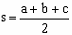 s = (a + b + c) / 2